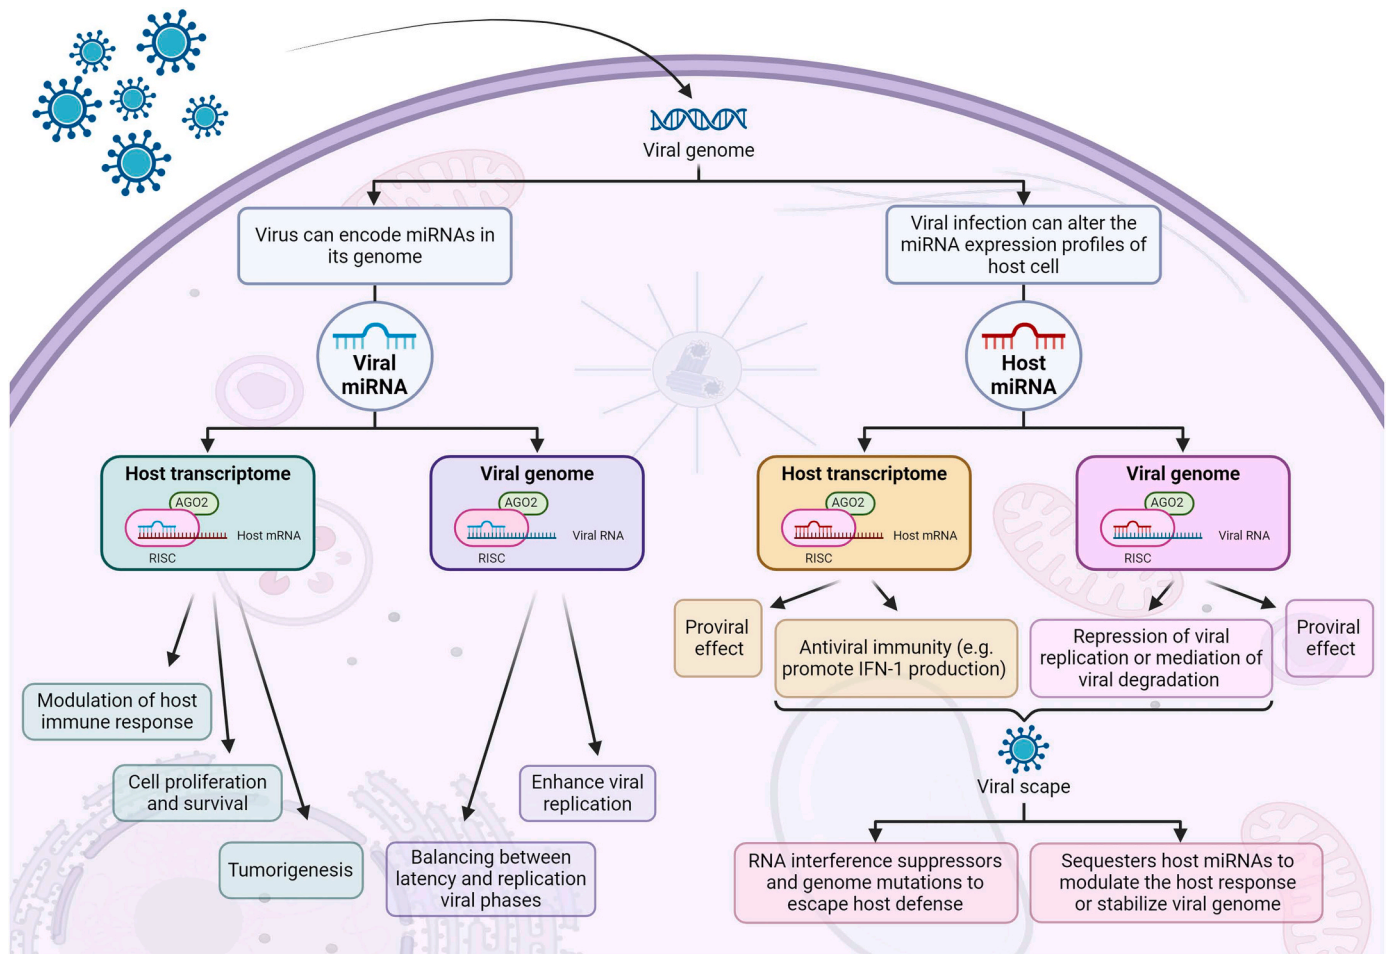 Viral genome
Virus can encode miRNAs in
its genome
Viral infection can alter the
miRNA expression profiles of
host cell
Viral
miRNA
Host
miRNA
Host transcriptome
AGO2
Host mRNA
RISC
Viral genome
AGO2
Viral RNA
RISC
Host transcriptome
AGO2
Host mRNA
RISC
Viral genome
AGO2
Viral RNA
RISC
Modulation of host
immune response
Cell proliferation
and survival
Tumorigenesis
Enhance viral
replication
Balancing between
latency and replication
viral phases
Proviral
effect
Antiviral immunity (e.g.
promote IFN-1 production)
Repression of viral
replication or mediation of
viral degradation
Proviral
effect
Viral scape
RNA interference suppressors
and genome mutations to
escape host defense
Sequesters host miRNAs to
modulate the host response
or stabilize viral genome